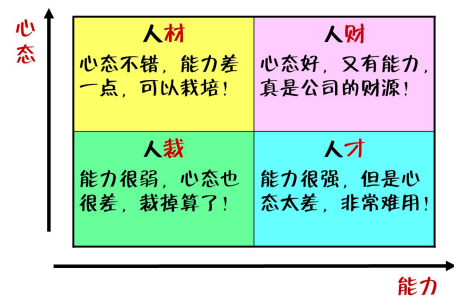 心态
人材
心态不错，能力差
一点，可以栽培！
人财
心态好，又有能力，
真是公司的财源！
人裁
能力很弱，心态也
很差，裁掉算了！
人才
能力很强，但是心
态太差，非常难用！
能力